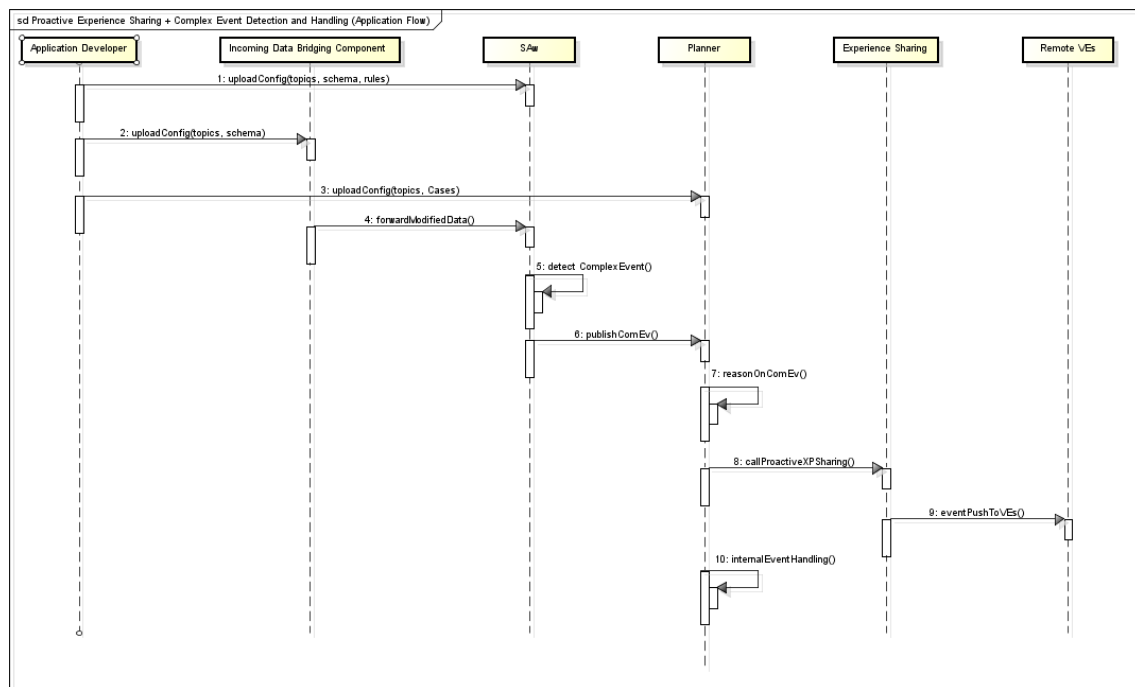 sd Proactive Experience Sharing + Complex Event Detection and Handling (Application Flow)
Application Developer
Incoming Data Bridging Component
SAw
Planner
Experience Sharing
Remote VEs
1: uploadConfig(topics, schema, rules)
2: uploadConfig(topics, schema)
3: uploadConfig(topics, Cases)
4: forwardModifiedData()
5: detect ComplexEvent()
6: publishComEv()
7: reasonOnComEv()
8: callProactiveXPSharing()
9: eventPushToVEs()
10: internalEventHandling()